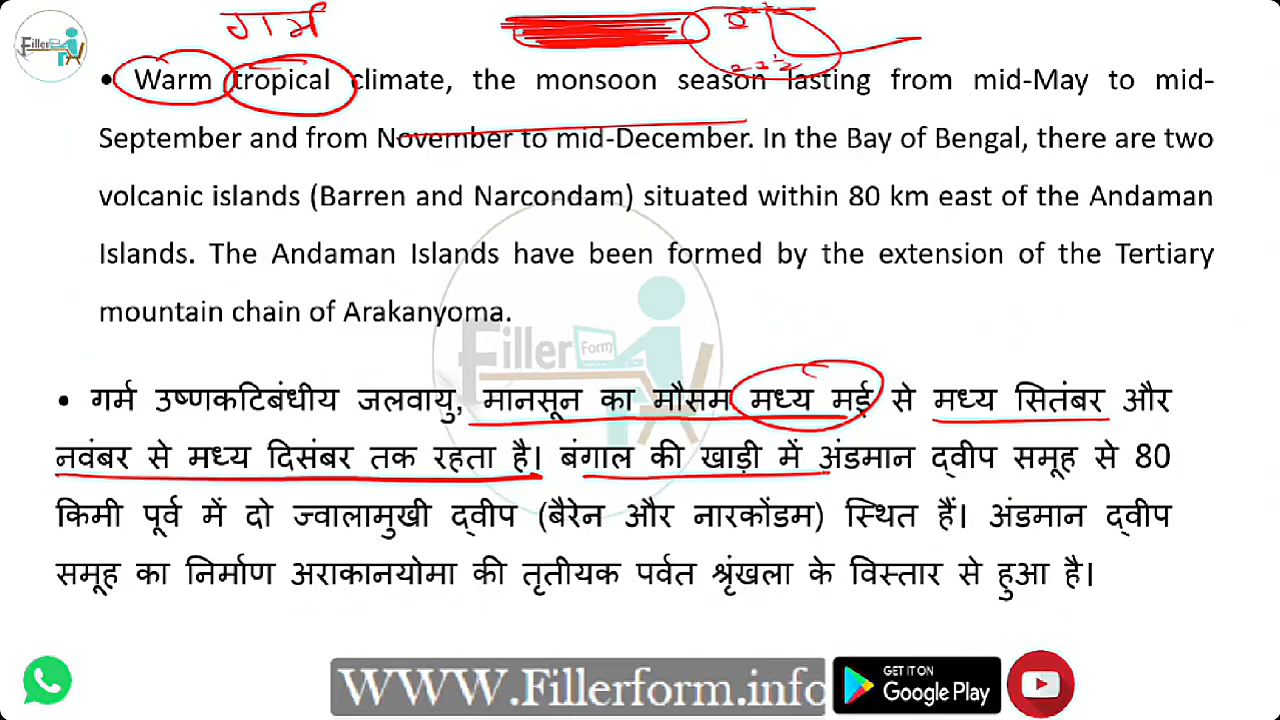 Filler
गर्म
• Warm tropical climate, the monsoon season lasting from mid-May to mid-
September and from November to mid-December. In the Bay of Bengal, there are two
volcanic islands (Barren and Narcondam) situated within 80 km east of the Andaman
Islands. The Andaman Islands have been formed by the extension of the Tertiary
mountain chain of Arakanyoma.
Filler Form
• गर्म उष्णकटिबंधीय जलवायु, मानसून का मौसम मध्य मई से मध्य सितंबर और
नवंबर से मध्य दिसंबर तक रहता है। बंगाल की खाड़ी में अंडमान द्वीप समूह से 80
किमी पूर्व में दो ज्वालामुखी द्वीप (बैरेन और नारकोंडम) स्थित हैं। अंडमान द्वीप
समूह का निर्माण अराकानयोमा की तृतीयक पर्वत श्रृंखला के विस्तार से हुआ है।
WWW.Fillerform.info
GET IT ON
Google Play